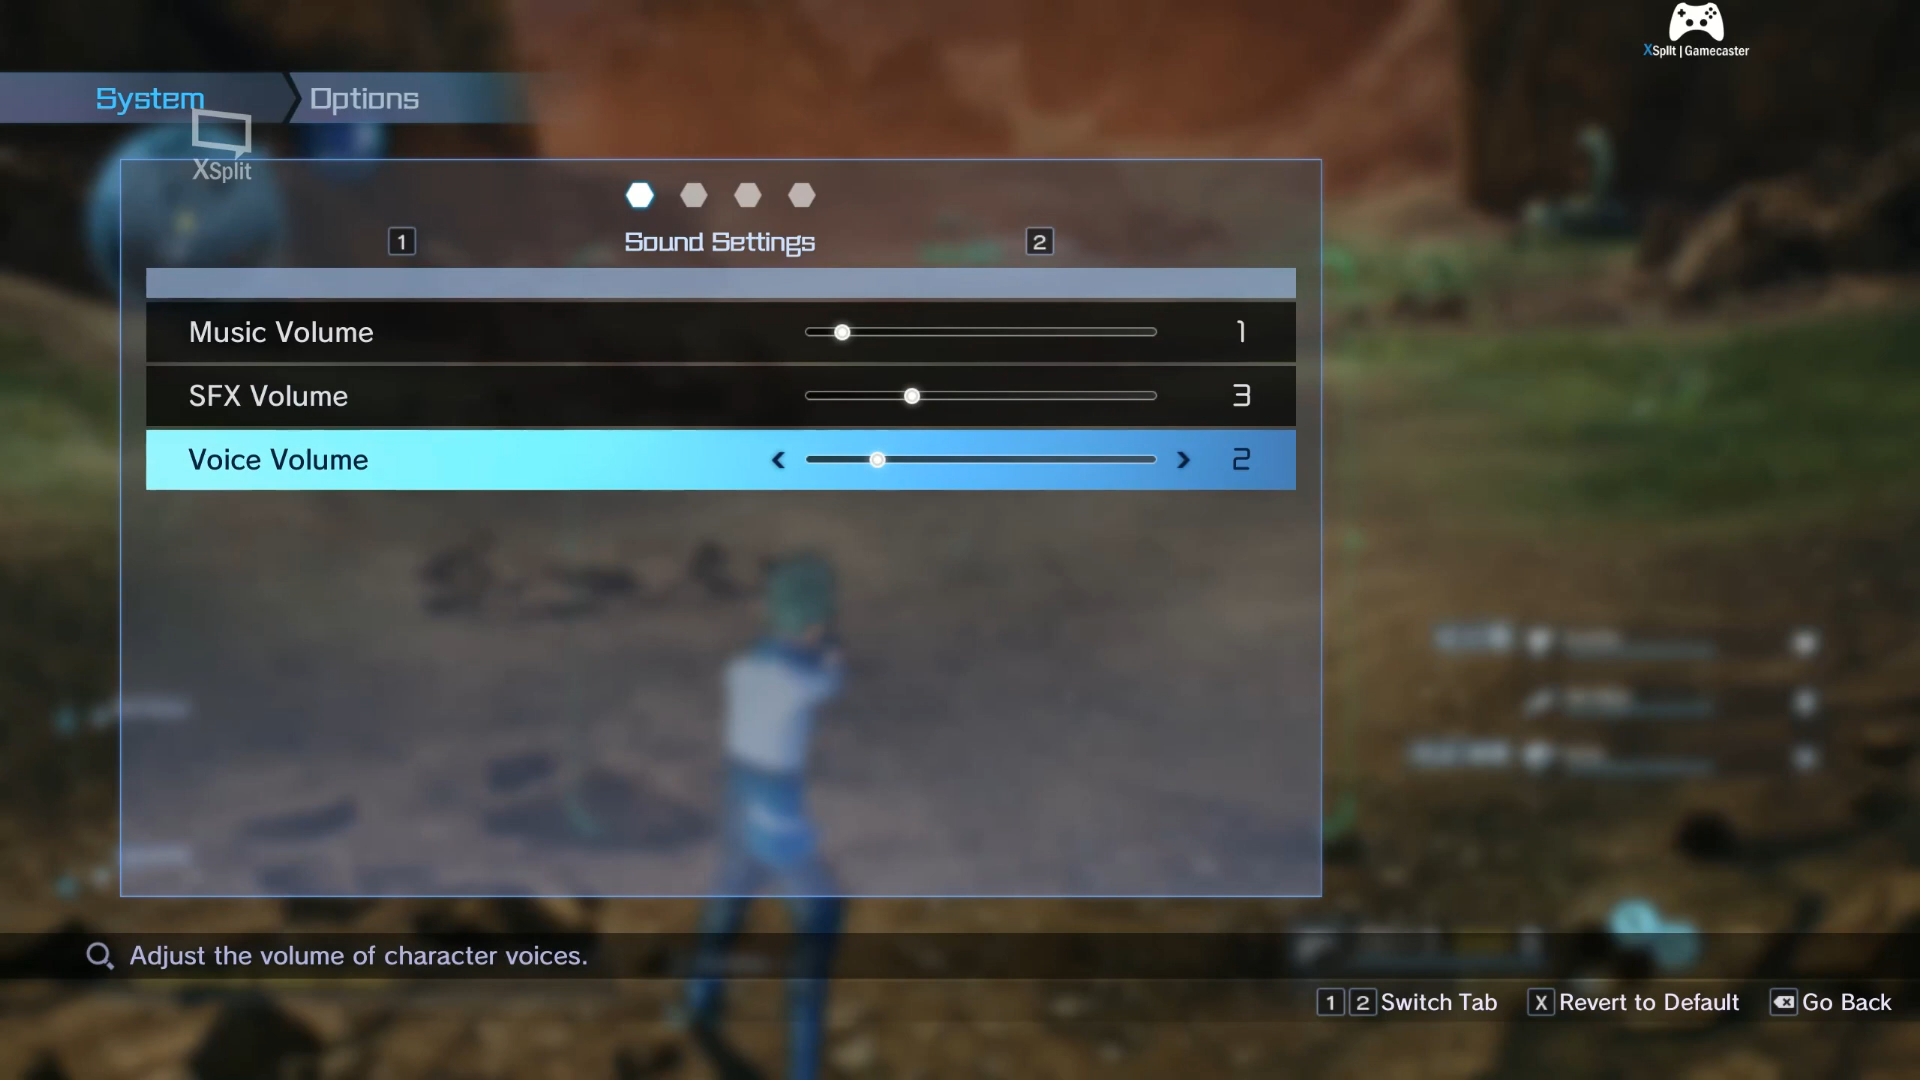 XSplit | Gamecaster
System
Options
XSplit
1
Sound Settings
2
Music Volume
1
SFX Volume
3
Voice Volume
2
Adjust the volume of character voices.
1 2 Switch Tab
X Revert to Default
Go Back